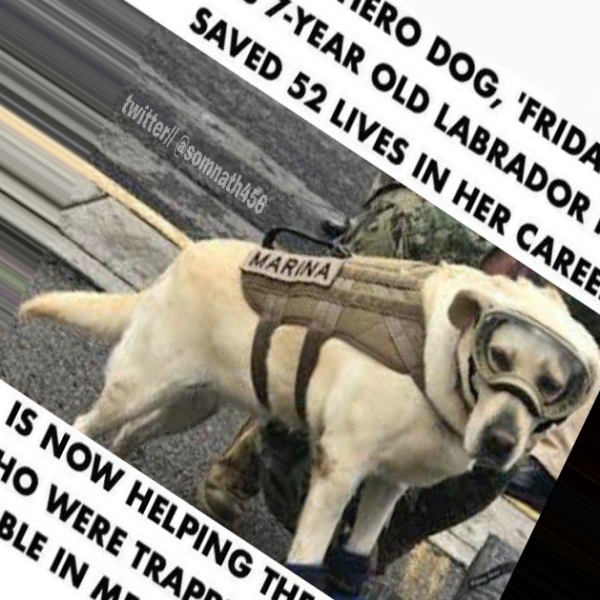 HERO DOG, 'FRIDA
7-YEAR OLD LABRADOR
SAVED 52 LIVES IN HER CAREE
twitter|| @somnath456
MARINA
IS NOW HELPING THE
HO WERE TRAPP
BLE IN ME